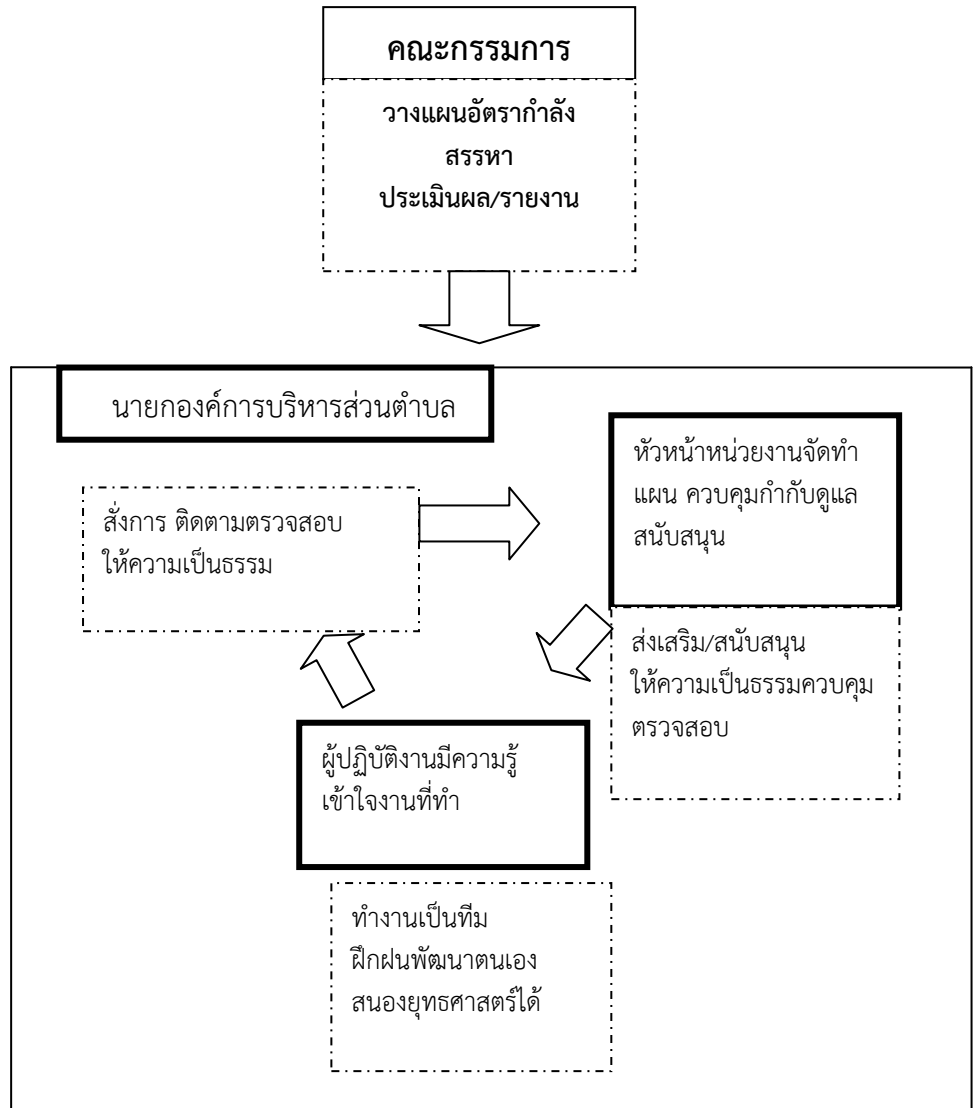 คณะกรรมการ
วางแผนอัตรากำลัง
สรรหา
ประเมินผล/รายงาน
นายกองค์การบริหารส่วนตำบล
สั่งการ ติดตามตรวจสอบ
ให้ความเป็นธรรม
หัวหน้าหน่วยงานจัดทำ
แผน ควบคุมกำกับดูแล
สนับสนุน
ส่งเสริม/สนับสนุน
ให้ความเป็นธรรมควบคุม
ตรวจสอบ
ผู้ปฏิบัติงานมีความรู้
เข้าใจงานที่ทำ
ทำงานเป็นทีม
ฝึกฝนพัฒนาตนเอง
สนองยุทธศาสตร์ได้